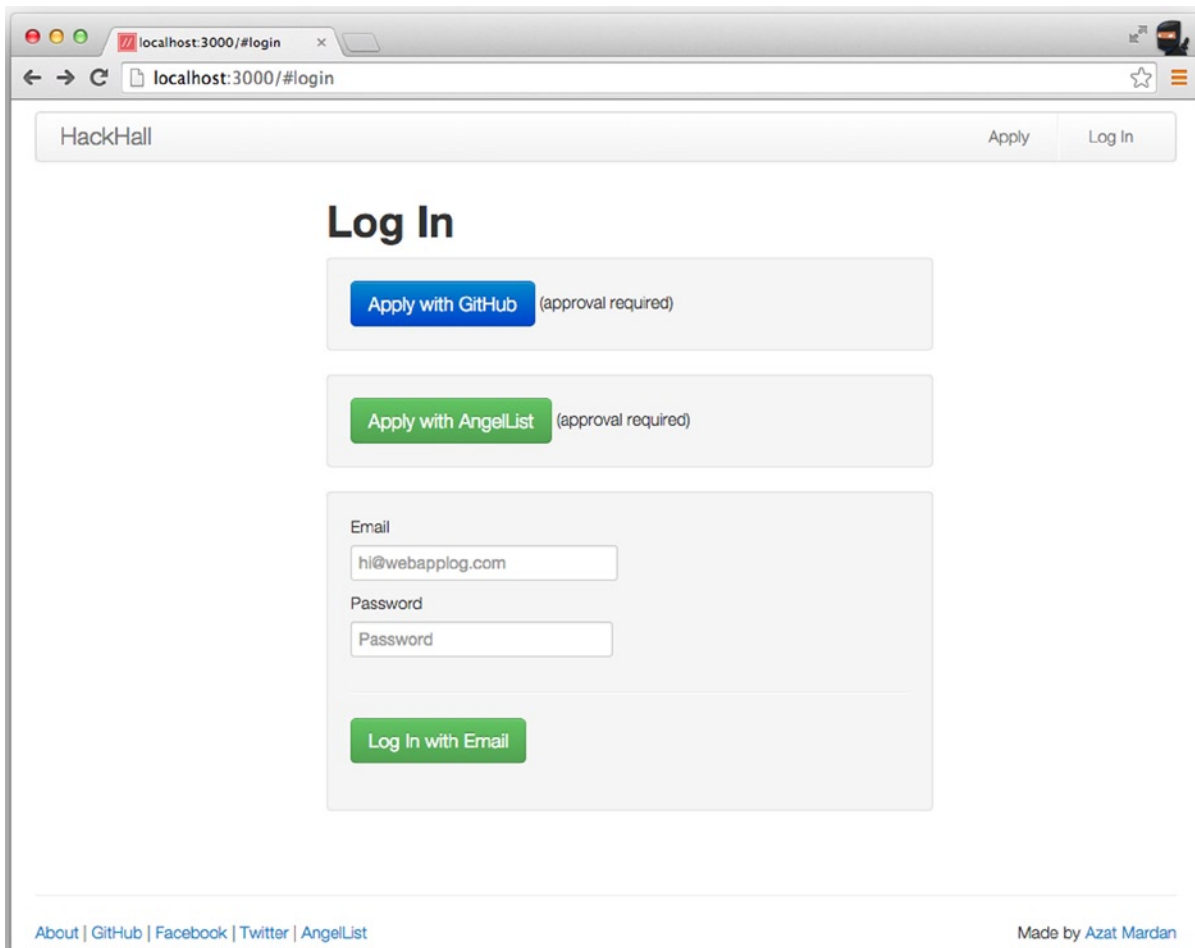 localhost:3000/#login
localhost:3000/#login
HackHall Apply Log In
Log In
Apply with GitHub (approval required)
Apply with AngelList (approval required)
Email
hi@webapplog.com
Password
Password
Log In with Email
About | GitHub | Facebook | Twitter | AngelList Made by Azat Mardan